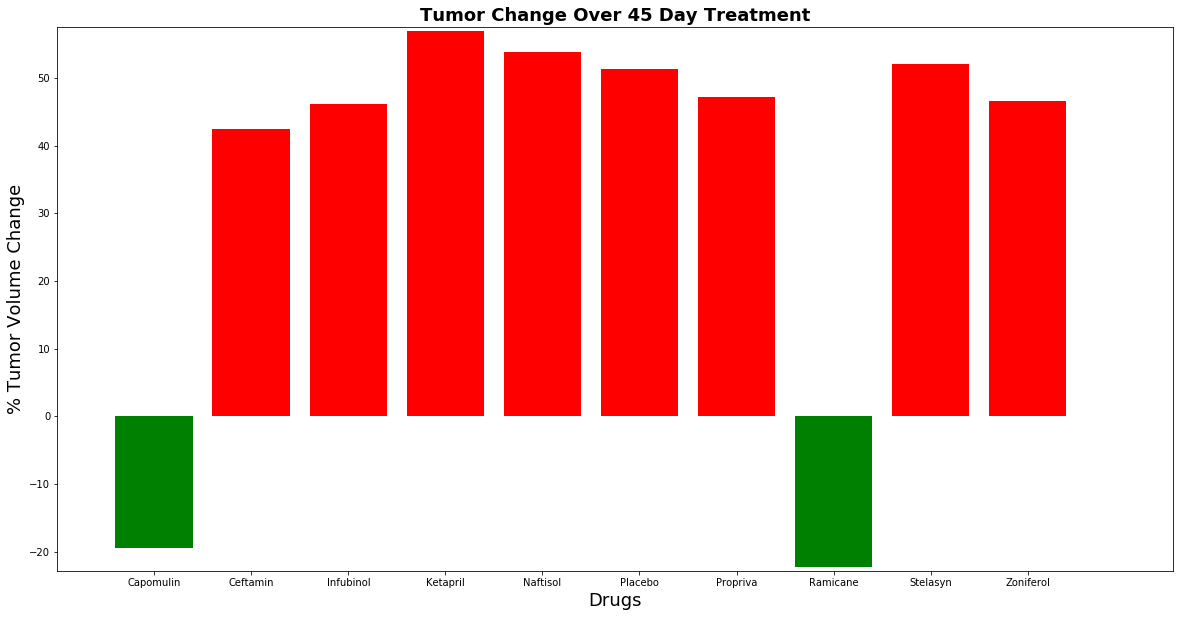 Tumor Change Over 45 Day Treatment
% Tumor Volume Change
50
40
30
20
10
0
−10
−20
Capomulin Ceftamin Infubinol Ketapril Naftisol Placebo Propriva Ramicane Stelasyn Zoniferol
Drugs